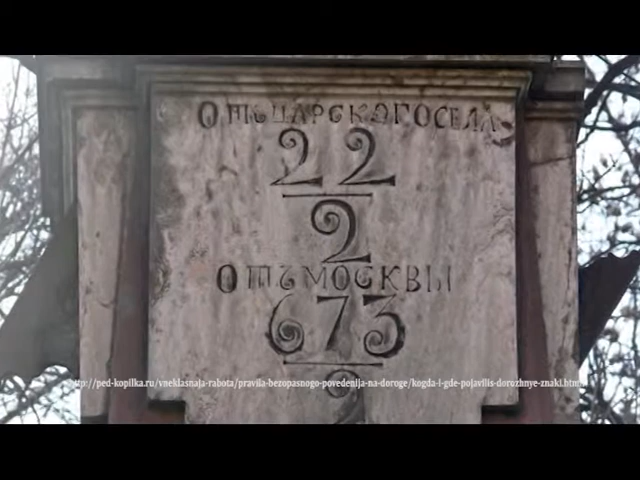 ОТЪ ЦАРСКАГО СЕЛА
22
2
ОТЪ МОСКВЫ
673
http://ped-kopilka.ru/vneklasnaja-rabota/pravila-bezopasnogo-povedenija-na-doroge/kogda-i-gde-pojavilis-dorozhnye-znaki.html